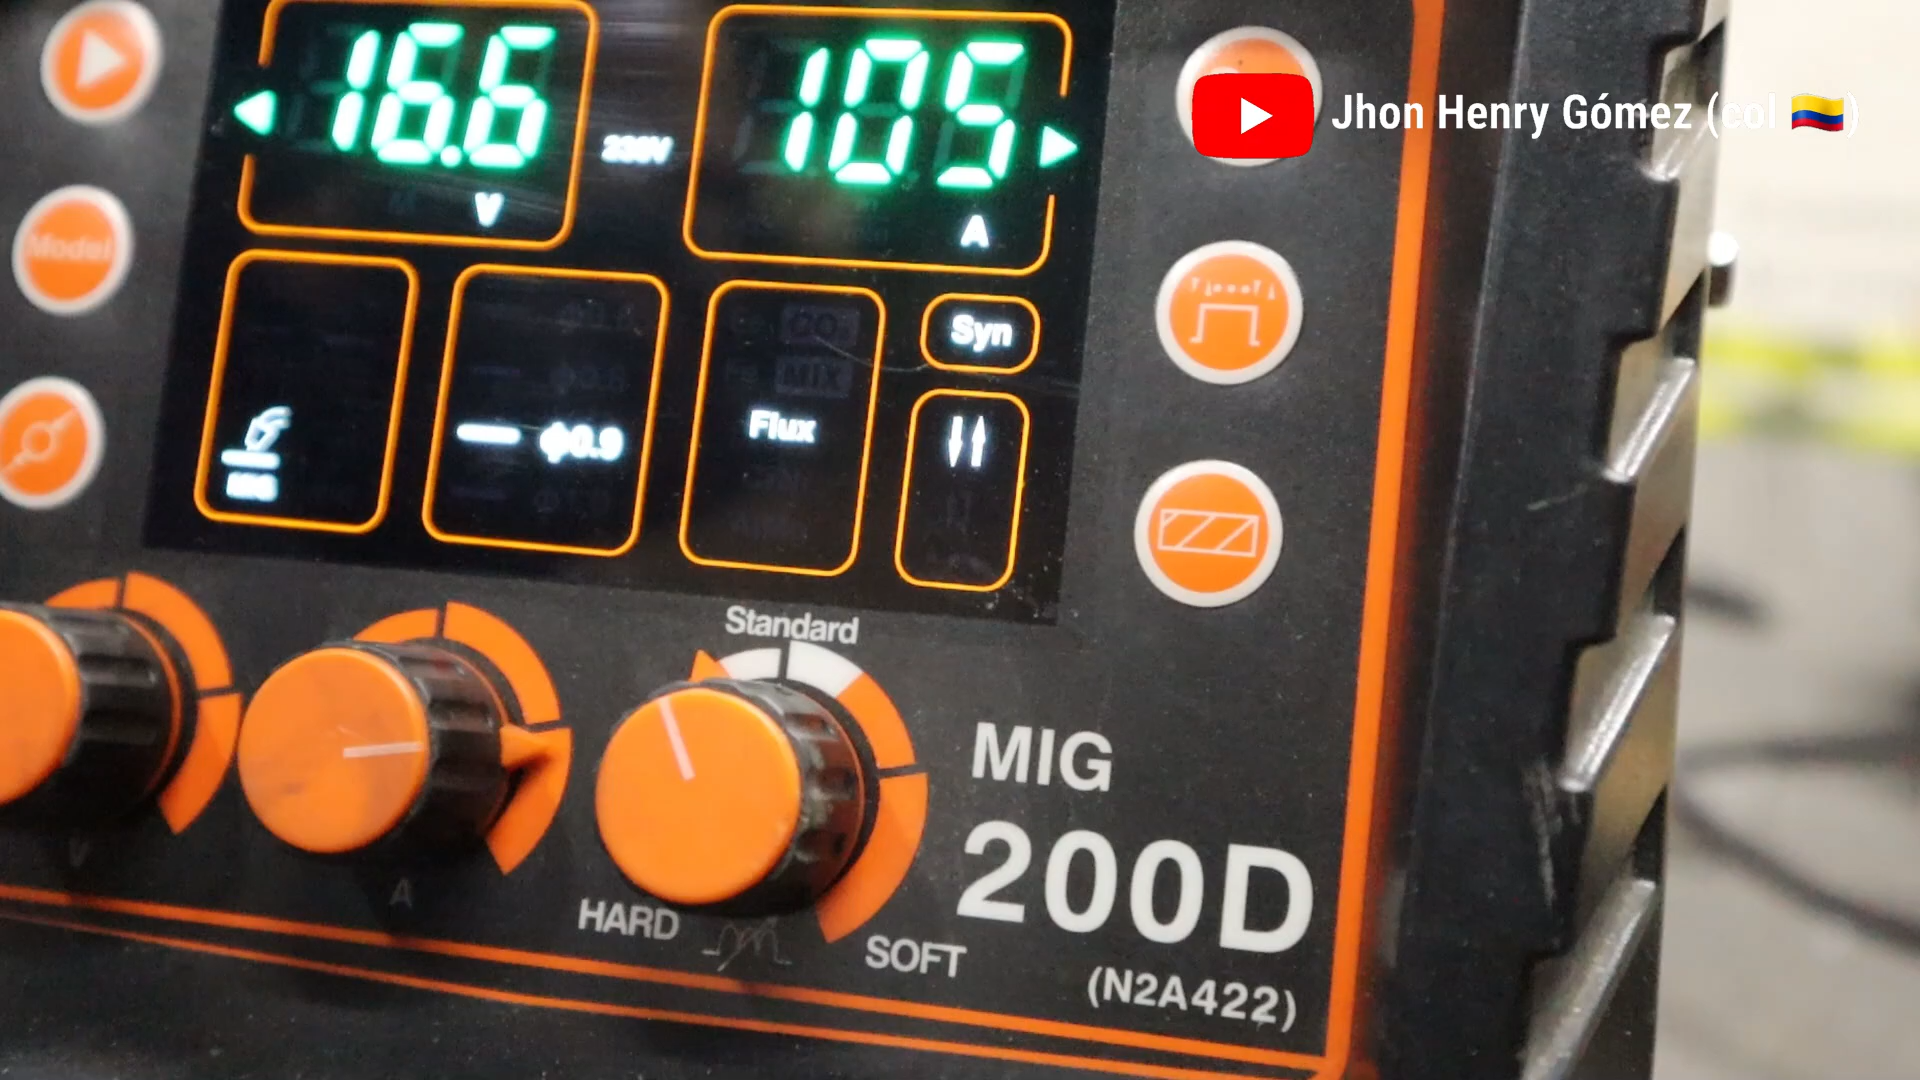 16.6
105
Jhon Henry Gómez (col 🇨🇴)
230V
V
A
Model
Syn
CO₂
MIX
ϕ0.9
Flux
MIG
Standard
MIG
200D
V
A
HARD
SOFT
(N2A422)